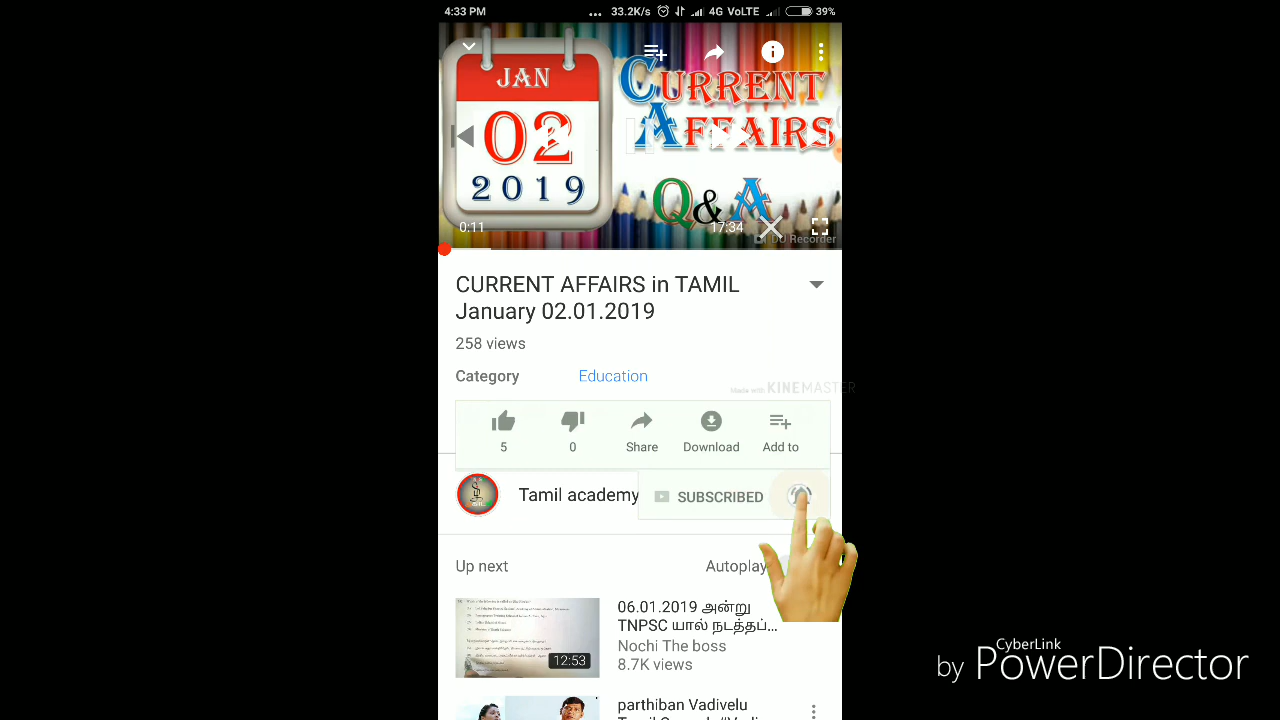 4:33 PM ... 33.2K/s 4G VoLTE 39%
JAN
02
2019
CURRENT
AFFAIRS
Q&A
0:11 17:34
DU Recorder
CURRENT AFFAIRS in TAMIL
January 02.01.2019
258 views
Category Education
Made with KINEMASTER
5 0 Share Download Add to
Tamil academy SUBSCRIBED
Up next Autoplay
06.01.2019 அன்று
TNPSC யால் நடத்தப்...
Nochi The boss
8.7K views
12:53
parthiban Vadivelu
CyberLink
by PowerDirector